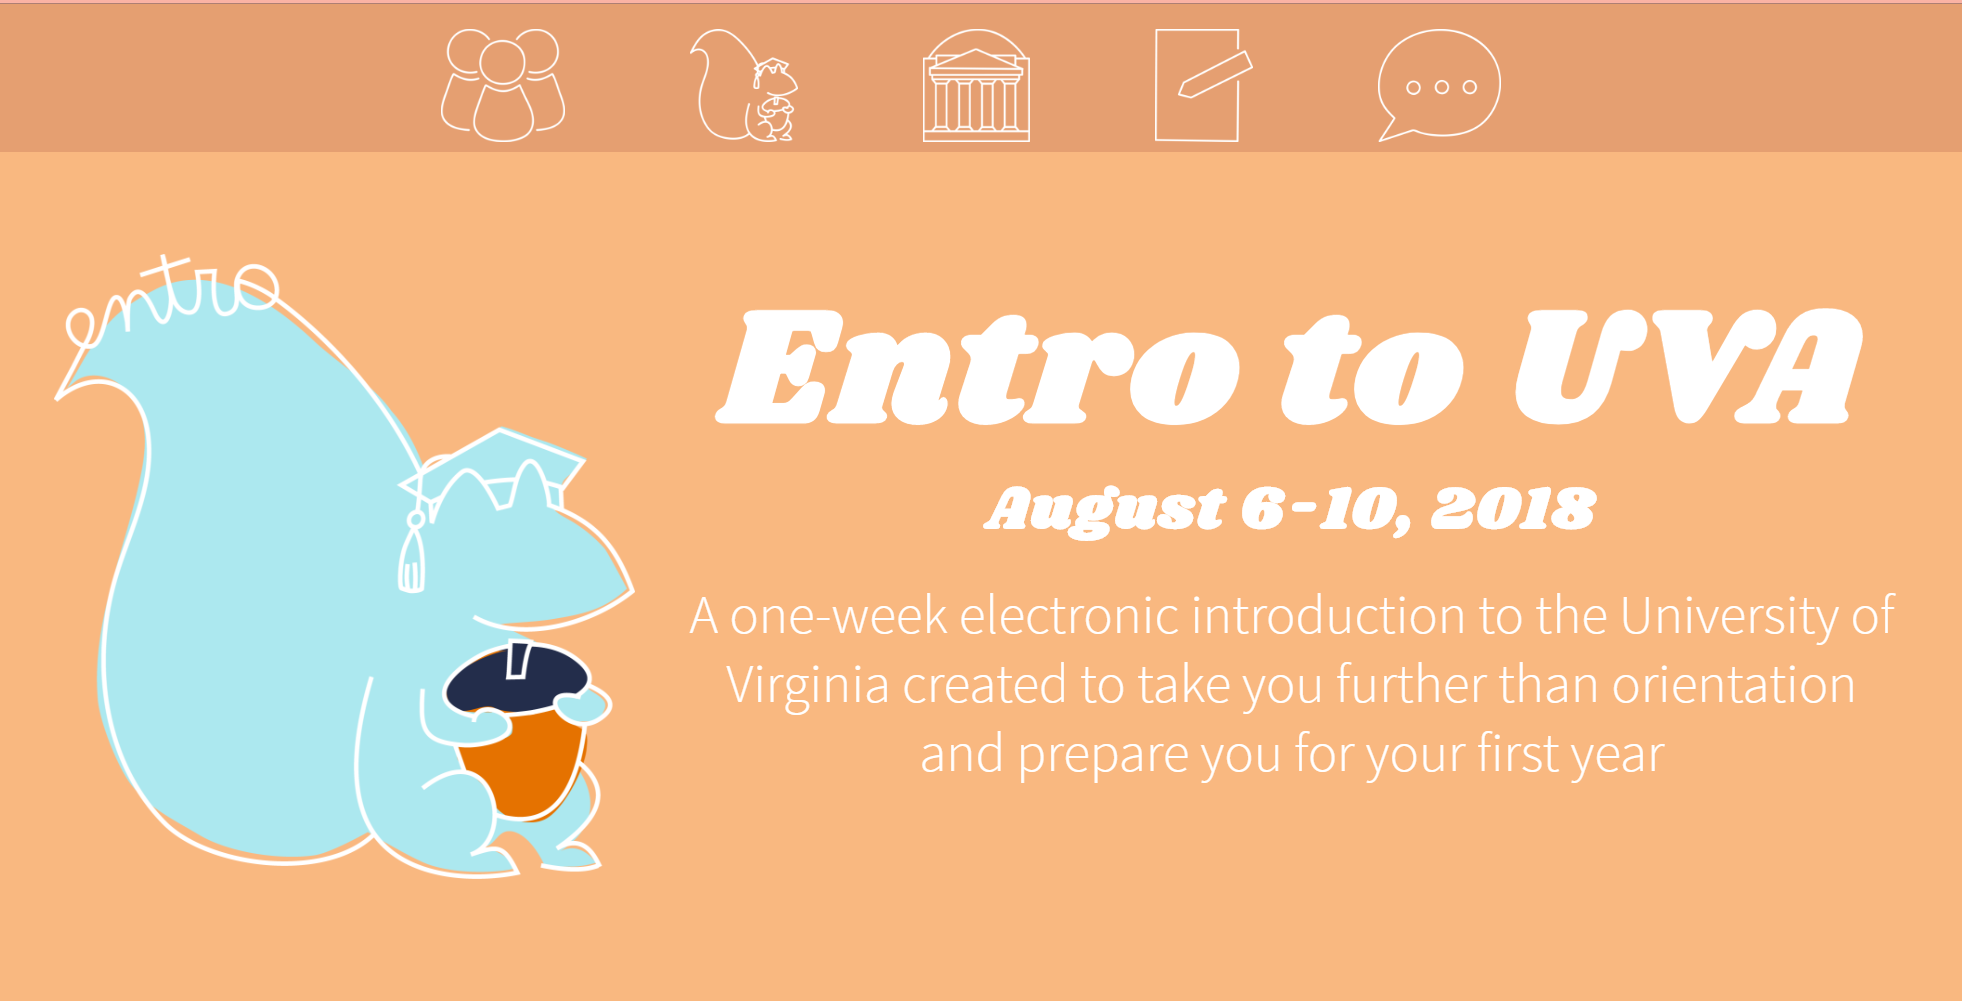 entro
Entro to UVA
August 6-10, 2018
A one-week electronic introduction to the University of
Virginia created to take you further than orientation
and prepare you for your first year